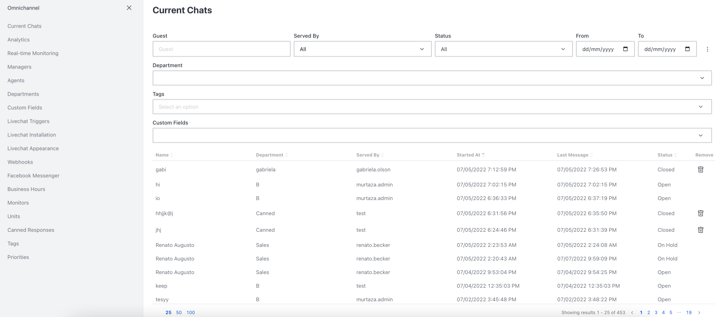 Omnichannel
Current Chats
Analytics
Real-time Monitoring
Managers
Agents
Departments
Custom Fields
Livechat Triggers
Livechat Installation
Livechat Appearance
Webhooks
Facebook Messenger
Business Hours
Monitors
Units
Canned Responses
Tags
Priorities
Current Chats
Guest Served By Status From To
Guest All All dd/mm/yyyy dd/mm/yyyy
Department
Tags
Select an option
Custom Fields
Name Department Served By Started At Last Message Status Remove
gabi gabriela gabriela.olson 07/05/2022 7:12:59 PM 07/05/2022 7:28:53 PM Closed
hi B murtaza.admin 07/05/2022 7:02:15 PM 07/05/2022 7:02:15 PM Open
io B murtaza.admin 07/05/2022 6:36:33 PM 07/05/2022 6:37:19 PM Open
Canned test 07/05/2022 6:31:56 PM 07/05/2022 6:35:50 PM Closed
jhj Canned test 07/05/2022 6:24:46 PM 07/05/2022 6:31:39 PM Closed
Renato Augusto Sales renato.becker 07/05/2022 2:23:53 AM 07/05/2022 2:24:08 AM On Hold
Renato Augusto Sales renato.becker 07/05/2022 2:20:43 AM 07/07/2022 9:59:09 PM On Hold
Renato Augusto Sales renato.becker 07/04/2022 9:53:04 PM 07/04/2022 9:54:25 PM Open
keep B test 07/04/2022 12:35:03 PM 07/04/2022 12:35:03 PM Open
tesyy B murtaza.admin 07/02/2022 3:45:48 PM 07/02/2022 3:48:22 PM Open
25 50 100 Showing results 1 - 25 of 453 1 2 3 4 5 ··· 19